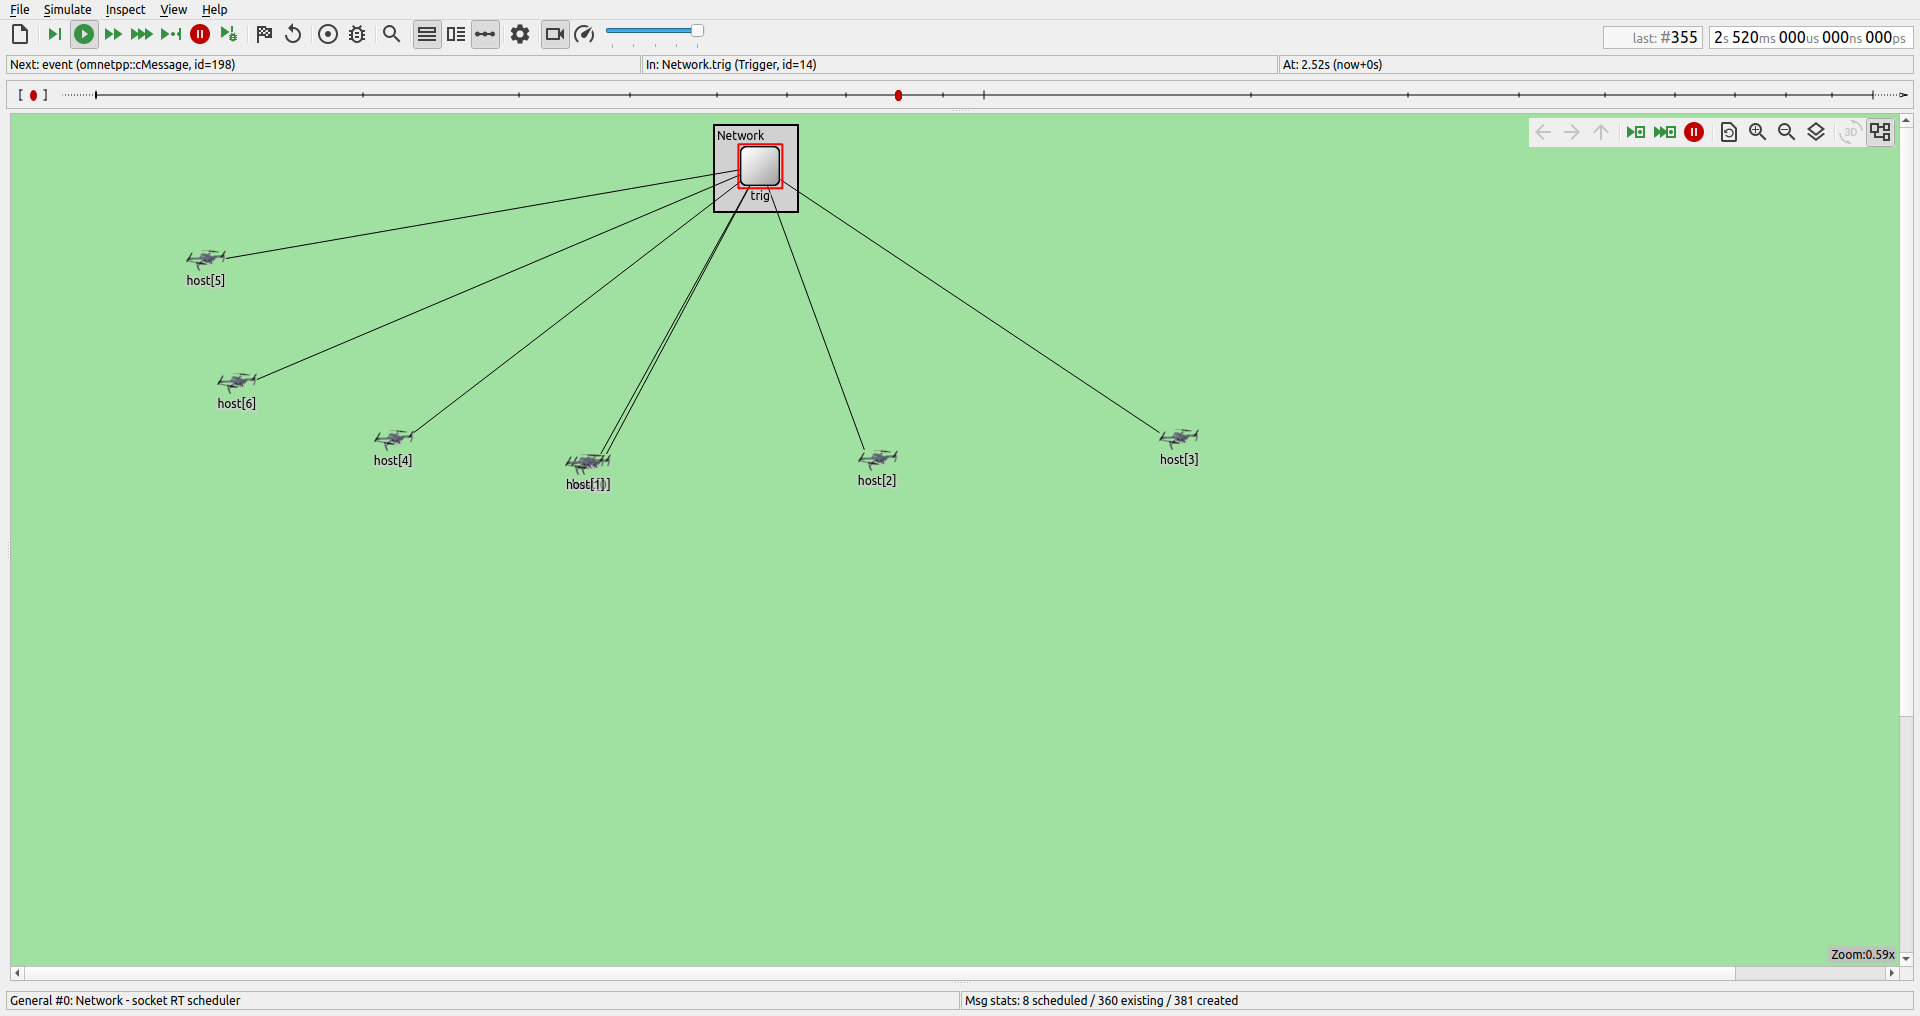 File Simulate Inspect View Help
last: #355 2s 520ms 000us 000ns 000ps
Next: event (omnetpp::cMessage, id=198) In: Network.trig (Trigger, id=14) At: 2.52s (now+0s)
[ ]
Network
3D
trig
host[5]
host[6]
host[4]
host[1]
host[2]
host[3]
Zoom:0.59x
General #0: Network - socket RT scheduler Msg stats: 8 scheduled / 360 existing / 381 created